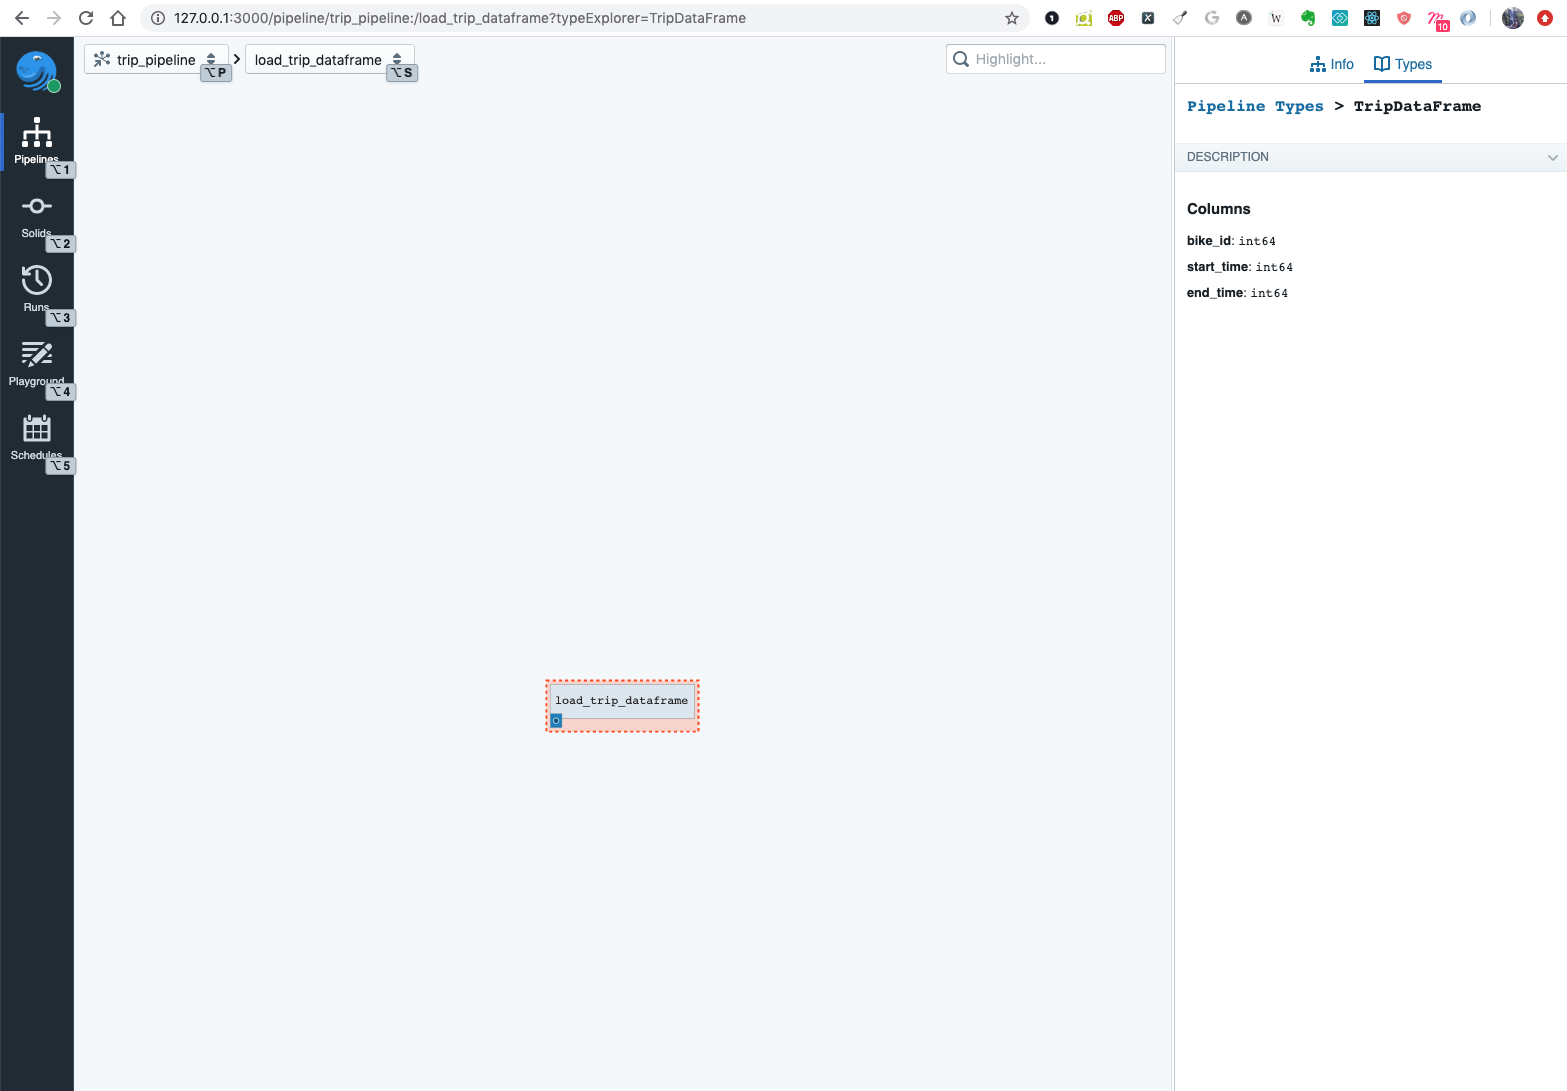 127.0.0.1:3000/pipeline/trip_pipeline:/load_trip_dataframe?typeExplorer=TripDataFrame
ABP
G
A
W
10
trip_pipeline
⌥P
load_trip_dataframe
⌥S
Highlight...
Info
Types
Pipelines
⌥1
Solids
⌥2
Runs
⌥3
Playground
⌥4
Schedules
⌥5
load_trip_dataframe
Pipeline Types > TripDataFrame
DESCRIPTION
Columns
bike_id: int64
start_time: int64
end_time: int64